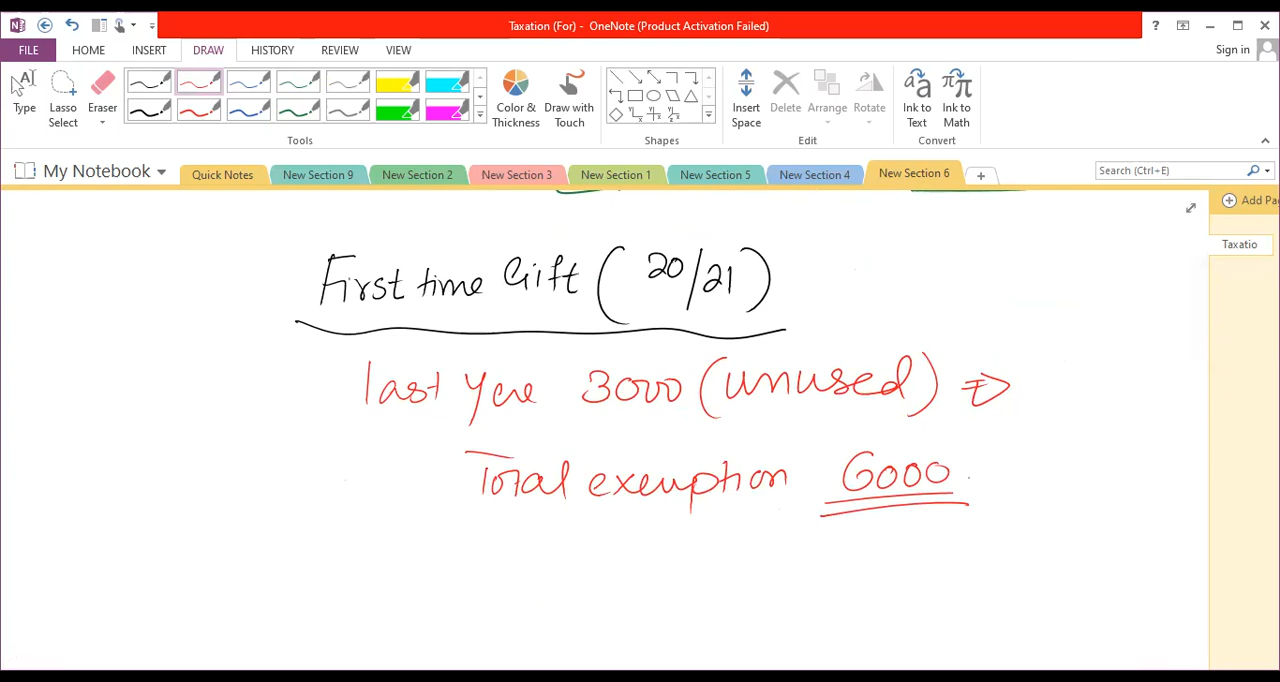 Taxation (For) - OneNote (Product Activation Failed)
?
FILE HOME INSERT DRAW HISTORY REVIEW VIEW
Sign in
Type
Lasso Select
Eraser
Color & Thickness
Draw with Touch
Insert Space
Delete
Arrange
Rotate
Ink to Text
Ink to Math
Tools
Shapes
Edit
Convert
My Notebook
Quick Notes New Section 9 New Section 2 New Section 3 New Section 1 New Section 5 New Section 4 New Section 6
Search (Ctrl+E)
Add Pa
Taxatio
First time Gift (20/21)
last year 3000 (unused) ⇒
Total exemption 6000